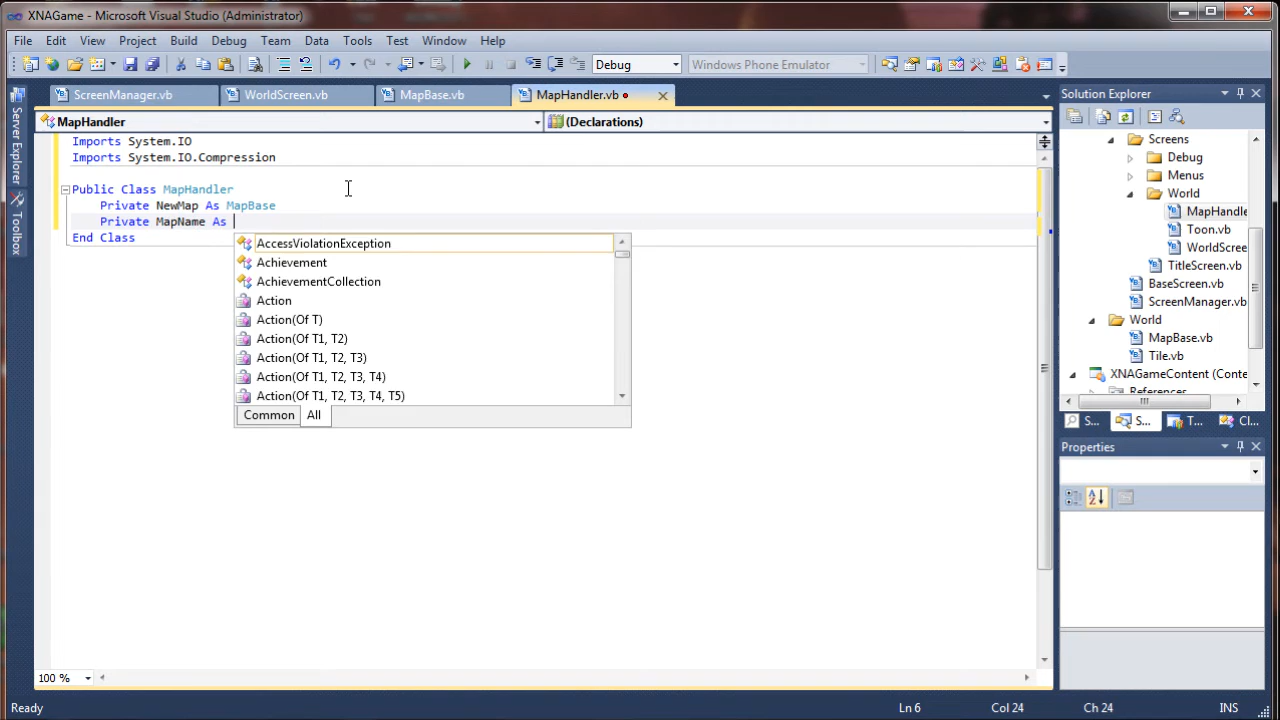 XNAGame - Microsoft Visual Studio (Administrator)
File Edit View Project Build Debug Team Data Tools Test Window Help
Debug Windows Phone Emulator
ScreenManager.vb WorldScreen.vb MapBase.vb MapHandler.vb
MapHandler (Declarations)
Imports System.IO
Imports System.IO.Compression
Public Class MapHandler
Private NewMap As MapBase
Private MapName As
End Class
AccessViolationException
Achievement
AchievementCollection
Action
Action(Of T)
Action(Of T1, T2)
Action(Of T1, T2, T3)
Action(Of T1, T2, T3, T4)
Action(Of T1, T2, T3, T4, T5)
Common All
Server Explorer
Toolbox
Solution Explorer
Screens
Debug
Menus
World
MapHandle
Toon.vb
WorldScree
TitleScreen.vb
BaseScreen.vb
ScreenManager.vb
World
MapBase.vb
Tile.vb
XNAGameContent (Conte
References
S... S... T... Cl...
Properties
100 %
Ready Ln 6 Col 24 Ch 24 INS